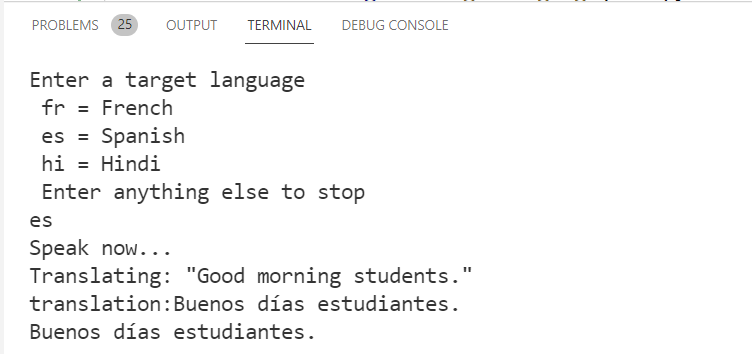 PROBLEMS 25 OUTPUT TERMINAL DEBUG CONSOLE
Enter a target language
fr = French
es = Spanish
hi = Hindi
Enter anything else to stop
es
Speak now...
Translating: "Good morning students."
translation:Buenos días estudiantes.
Buenos días estudiantes.